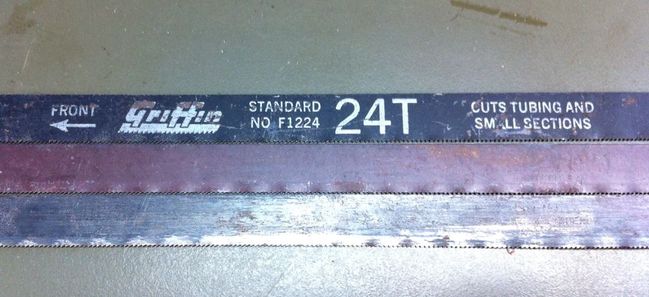 FRONT
Griffin
STANDARD
NO F1224
24T
CUTS TUBING AND
SMALL SECTIONS